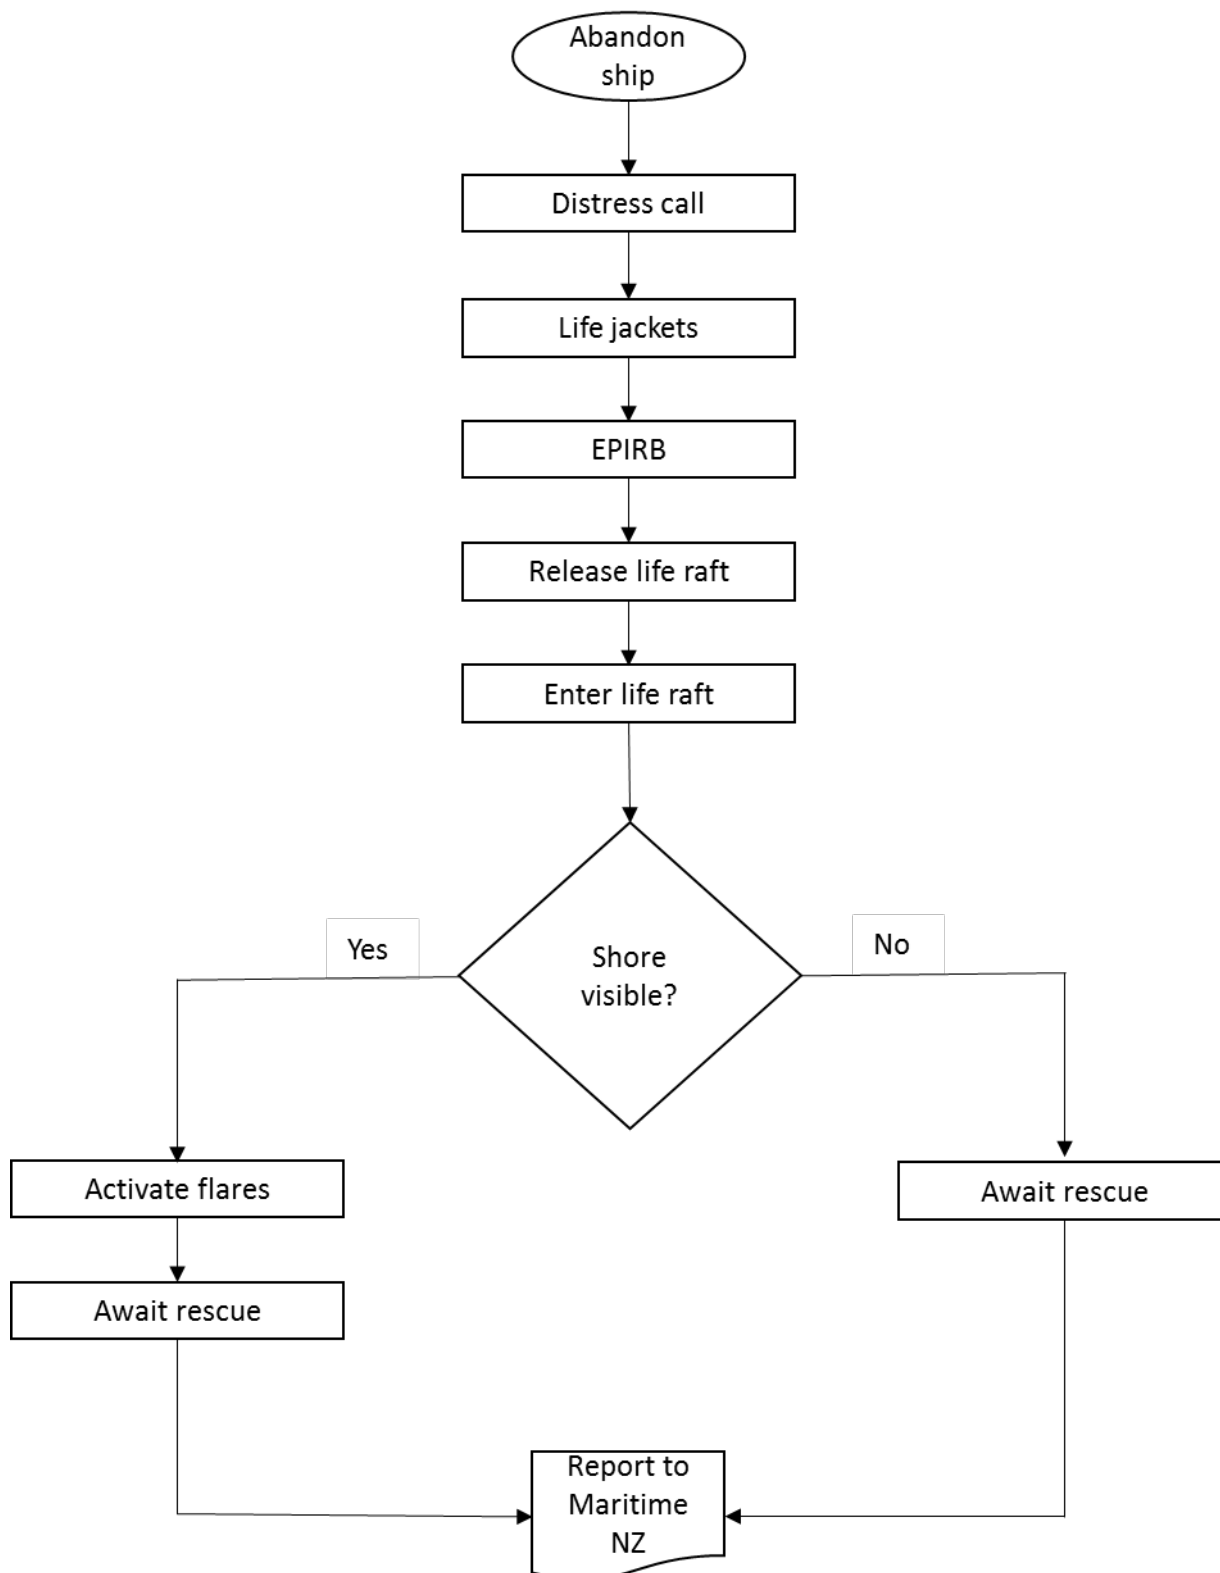 Abandon
ship
Distress call
Life jackets
EPIRB
Release life raft
Enter life raft
Shore
visible?
Yes
No
Activate flares
Await rescue
Await rescue
Report to
Maritime
NZ